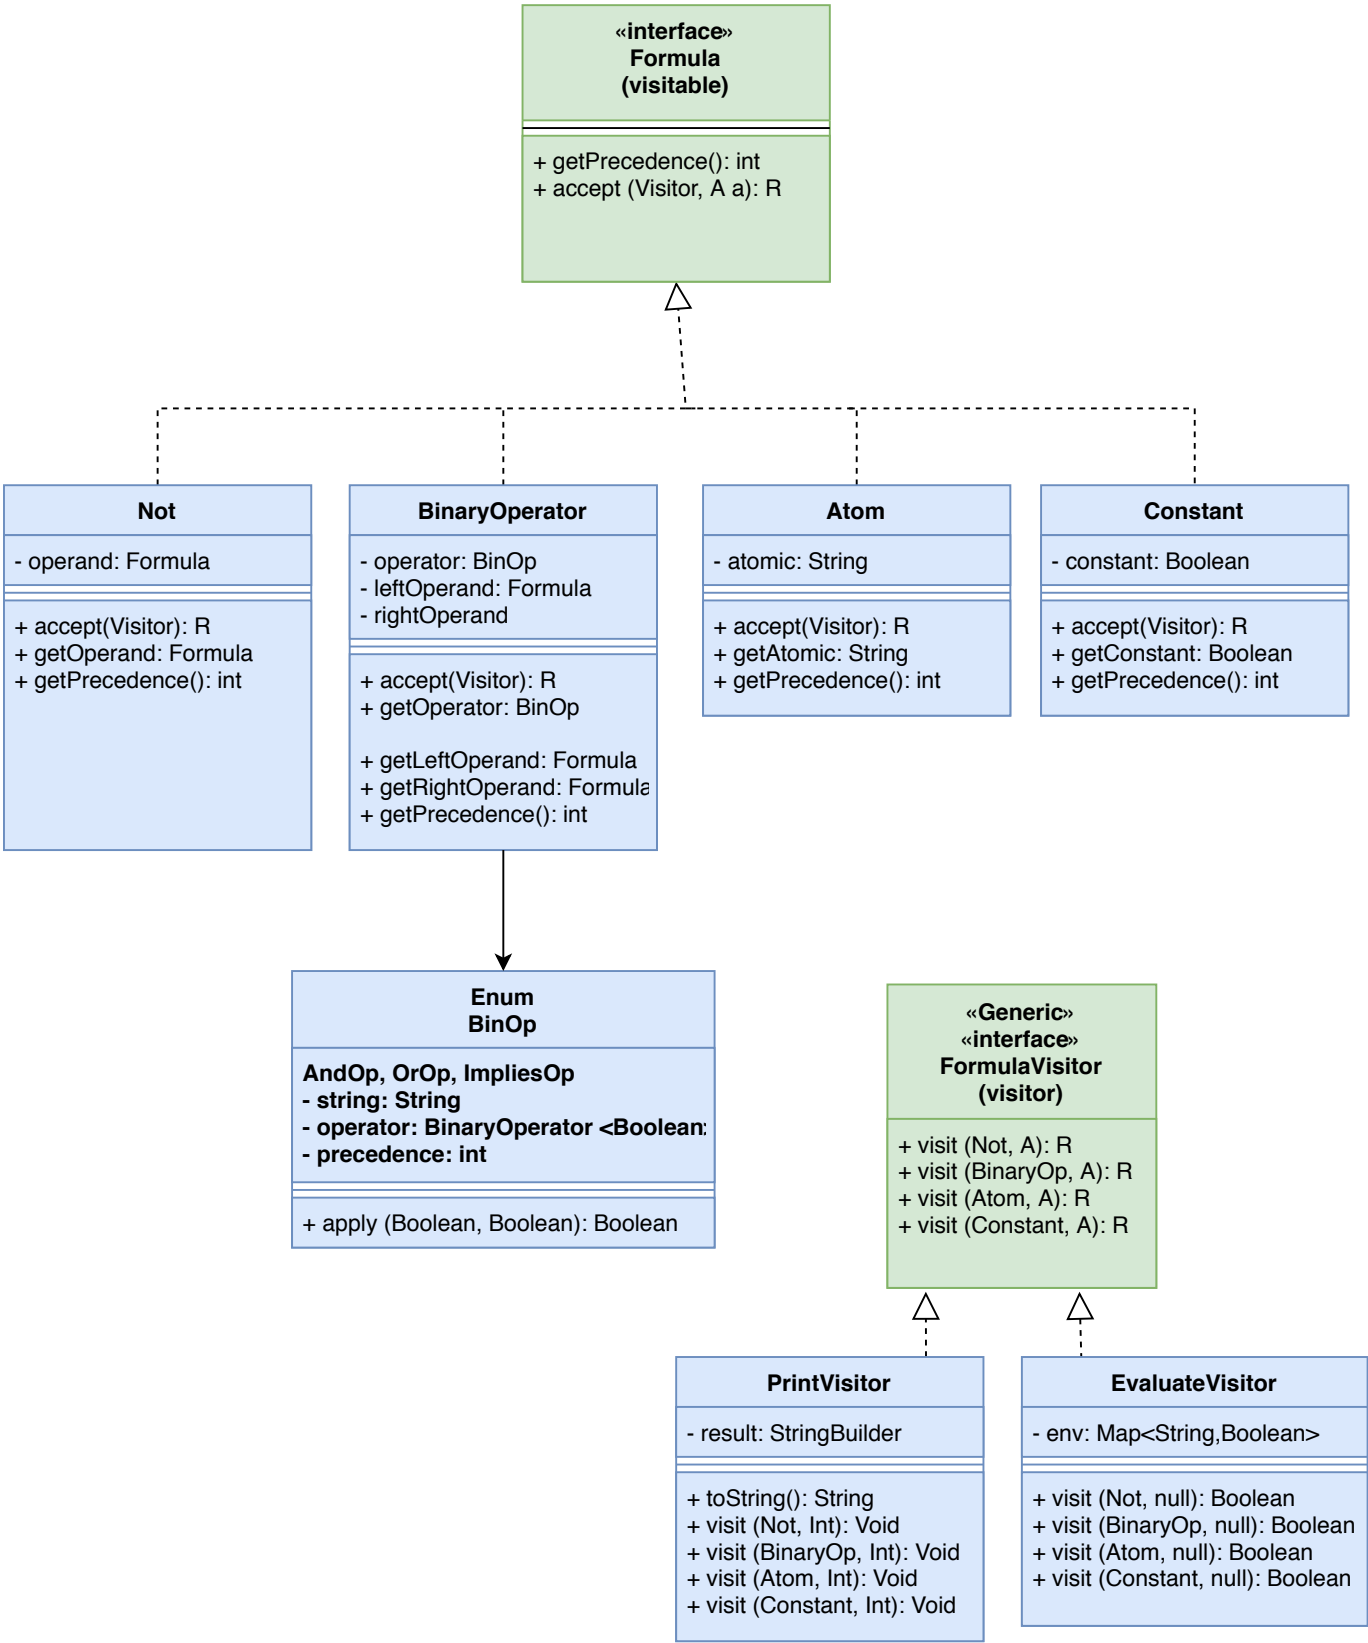 «interface»
Formula
(visitable)
+ getPrecedence(): int
+ accept (Visitor, A a): R
Not
- operand: Formula
+ accept(Visitor): R
+ getOperand: Formula
+ getPrecedence(): int
BinaryOperator
- operator: BinOp
- leftOperand: Formula
- rightOperand
+ accept(Visitor): R
+ getOperator: BinOp
+ getLeftOperand: Formula
+ getRightOperand: Formula
+ getPrecedence(): int
Atom
- atomic: String
+ accept(Visitor): R
+ getAtomic: String
+ getPrecedence(): int
Constant
- constant: Boolean
+ accept(Visitor): R
+ getConstant: Boolean
+ getPrecedence(): int
Enum
BinOp
AndOp, OrOp, ImpliesOp
- string: String
- operator: BinaryOperator <Boolean>
- precedence: int
+ apply (Boolean, Boolean): Boolean
«Generic»
«interface»
FormulaVisitor
(visitor)
+ visit (Not, A): R
+ visit (BinaryOp, A): R
+ visit (Atom, A): R
+ visit (Constant, A): R
PrintVisitor
- result: StringBuilder
+ toString(): String
+ visit (Not, Int): Void
+ visit (BinaryOp, Int): Void
+ visit (Atom, Int): Void
+ visit (Constant, Int): Void
EvaluateVisitor
- env: Map<String,Boolean>
+ visit (Not, null): Boolean
+ visit (BinaryOp, null): Boolean
+ visit (Atom, null): Boolean
+ visit (Constant, null): Boolean